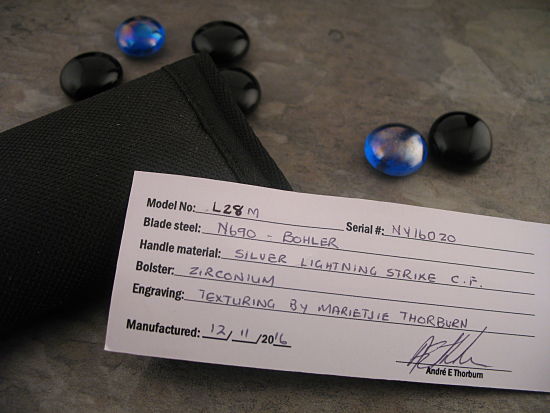 Model No: L28M Serial #: NY16020
Blade steel: N690 - BOHLER
Handle material: SILVER LIGHTNING STRIKE C.F.
Bolster: ZIRCONIUM
Engraving: TEXTURING BY MARIETJIE THORBURN
Manufactured: 12/11/2016
André E Thorburn